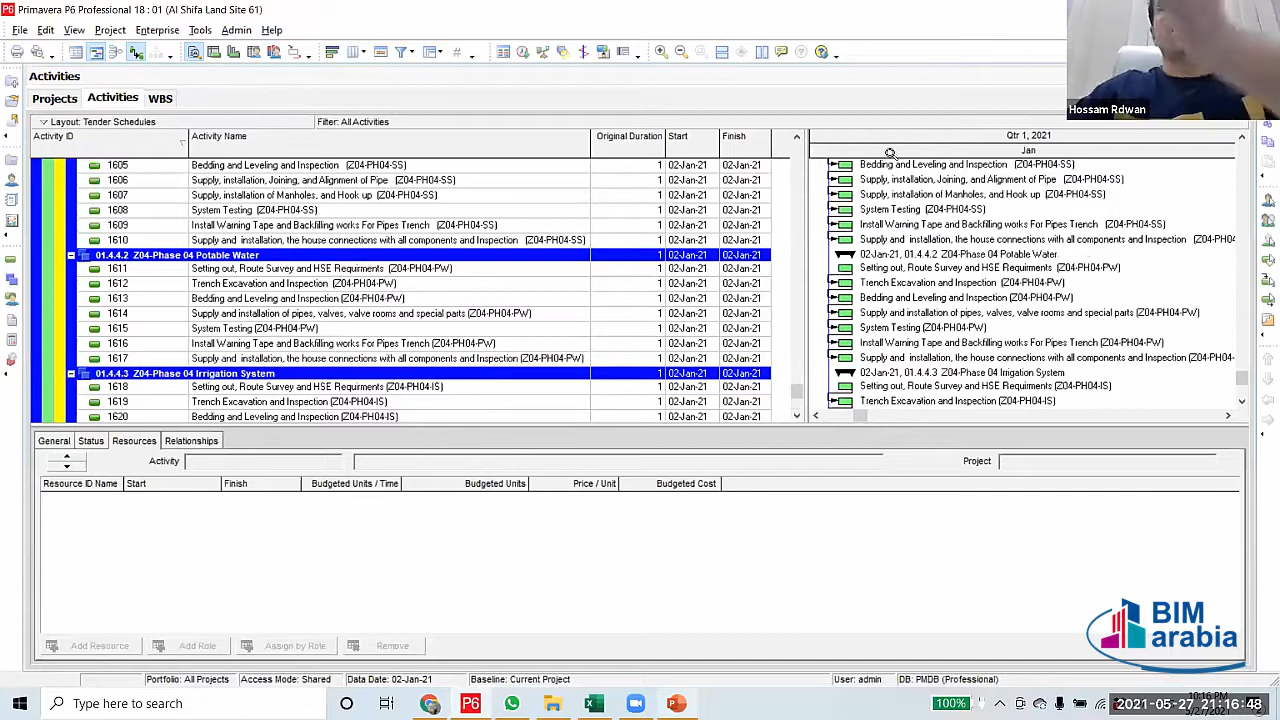 Primavera P6 Professional 18 : 01 (Al Shifa Land Site 61)
File Edit View Project Enterprise Tools Admin Help
Hossam Rdwan
Activities
Projects Activities WBS
Layout: Tender Schedules Filter: All Activities
Activity ID Activity Name Original Duration Start Finish
Qtr 1, 2021
Jan
1605 Bedding and Leveling and Inspection (Z04-PH04-SS) 1 02-Jan-21 02-Jan-21 Bedding and Leveling and Inspection (Z04-PH04-SS)
1606 Supply, installation, Joining, and Alignment of Pipe (Z04-PH04-SS) 1 02-Jan-21 02-Jan-21 Supply, installation, Joining, and Alignment of Pipe (Z04-PH04-SS)
1607 Supply, installation of Manholes, and Hook up (Z04-PH04-SS) 1 02-Jan-21 02-Jan-21 Supply, installation of Manholes, and Hook up (Z04-PH04-SS)
1608 System Testing (Z04-PH04-SS) 1 02-Jan-21 02-Jan-21 System Testing (Z04-PH04-SS)
1609 Install Warning Tape and Backfilling works For Pipes Trench (Z04-PH04-SS) 1 02-Jan-21 02-Jan-21 Install Warning Tape and Backfilling works For Pipes Trench (Z04-PH04-SS)
1610 Supply and installation, the house connections with all components and Inspection (Z04-PH04-SS) 1 02-Jan-21 02-Jan-21 Supply and installation, the house connections with all components and Inspection (Z04-PH04
01.4.4.2 Z04-Phase 04 Potable Water 1 02-Jan-21 02-Jan-21 02-Jan-21, 01.4.4.2 Z04-Phase 04 Potable Water
1611 Setting out, Route Survey and HSE Requirments (Z04-PH04-PW) 1 02-Jan-21 02-Jan-21 Setting out, Route Survey and HSE Requirments (Z04-PH04-PW)
1612 Trench Excavation and Inspection (Z04-PH04-PW) 1 02-Jan-21 02-Jan-21 Trench Excavation and Inspection (Z04-PH04-PW)
1613 Bedding and Leveling and Inspection (Z04-PH04-PW) 1 02-Jan-21 02-Jan-21 Bedding and Leveling and Inspection (Z04-PH04-PW)
1614 Supply and installation of pipes, valves, valve rooms and special parts (Z04-PH04-PW) 1 02-Jan-21 02-Jan-21 Supply and installation of pipes, valves, valve rooms and special parts (Z04-PH04-PW)
1615 System Testing (Z04-PH04-PW) 1 02-Jan-21 02-Jan-21 System Testing (Z04-PH04-PW)
1616 Install Warning Tape and Backfilling works For Pipes Trench (Z04-PH04-PW) 1 02-Jan-21 02-Jan-21 Install Warning Tape and Backfilling works For Pipes Trench (Z04-PH04-PW)
1617 Supply and installation, the house connections with all components and Inspection (Z04-PH04-PW) 1 02-Jan-21 02-Jan-21 Supply and installation, the house connections with all components and Inspection (Z04-PH04-
01.4.4.3 Z04-Phase 04 Irrigation System 1 02-Jan-21 02-Jan-21 02-Jan-21, 01.4.4.3 Z04-Phase 04 Irrigation System
1618 Setting out, Route Survey and HSE Requirments (Z04-PH04-IS) 1 02-Jan-21 02-Jan-21 Setting out, Route Survey and HSE Requirments (Z04-PH04-IS)
1619 Trench Excavation and Inspection (Z04-PH04-IS) 1 02-Jan-21 02-Jan-21 Trench Excavation and Inspection (Z04-PH04-IS)
1620 Bedding and Leveling and Inspection (Z04-PH04-IS) 1 02-Jan-21 02-Jan-21
General Status Resources Relationships
Activity Project
Resource ID Name Start Finish Budgeted Units / Time Budgeted Units Price / Unit Budgeted Cost
BIM
arabia
Add Resource Add Role Assign by Role Remove
Portfolio: All Projects Access Mode: Shared Data Date: 02-Jan-21 Baseline: Current Project User: admin DB: PMDB (Professional)
Type here to search 100% 10:16 PM
2021-05-27, 21:16:48